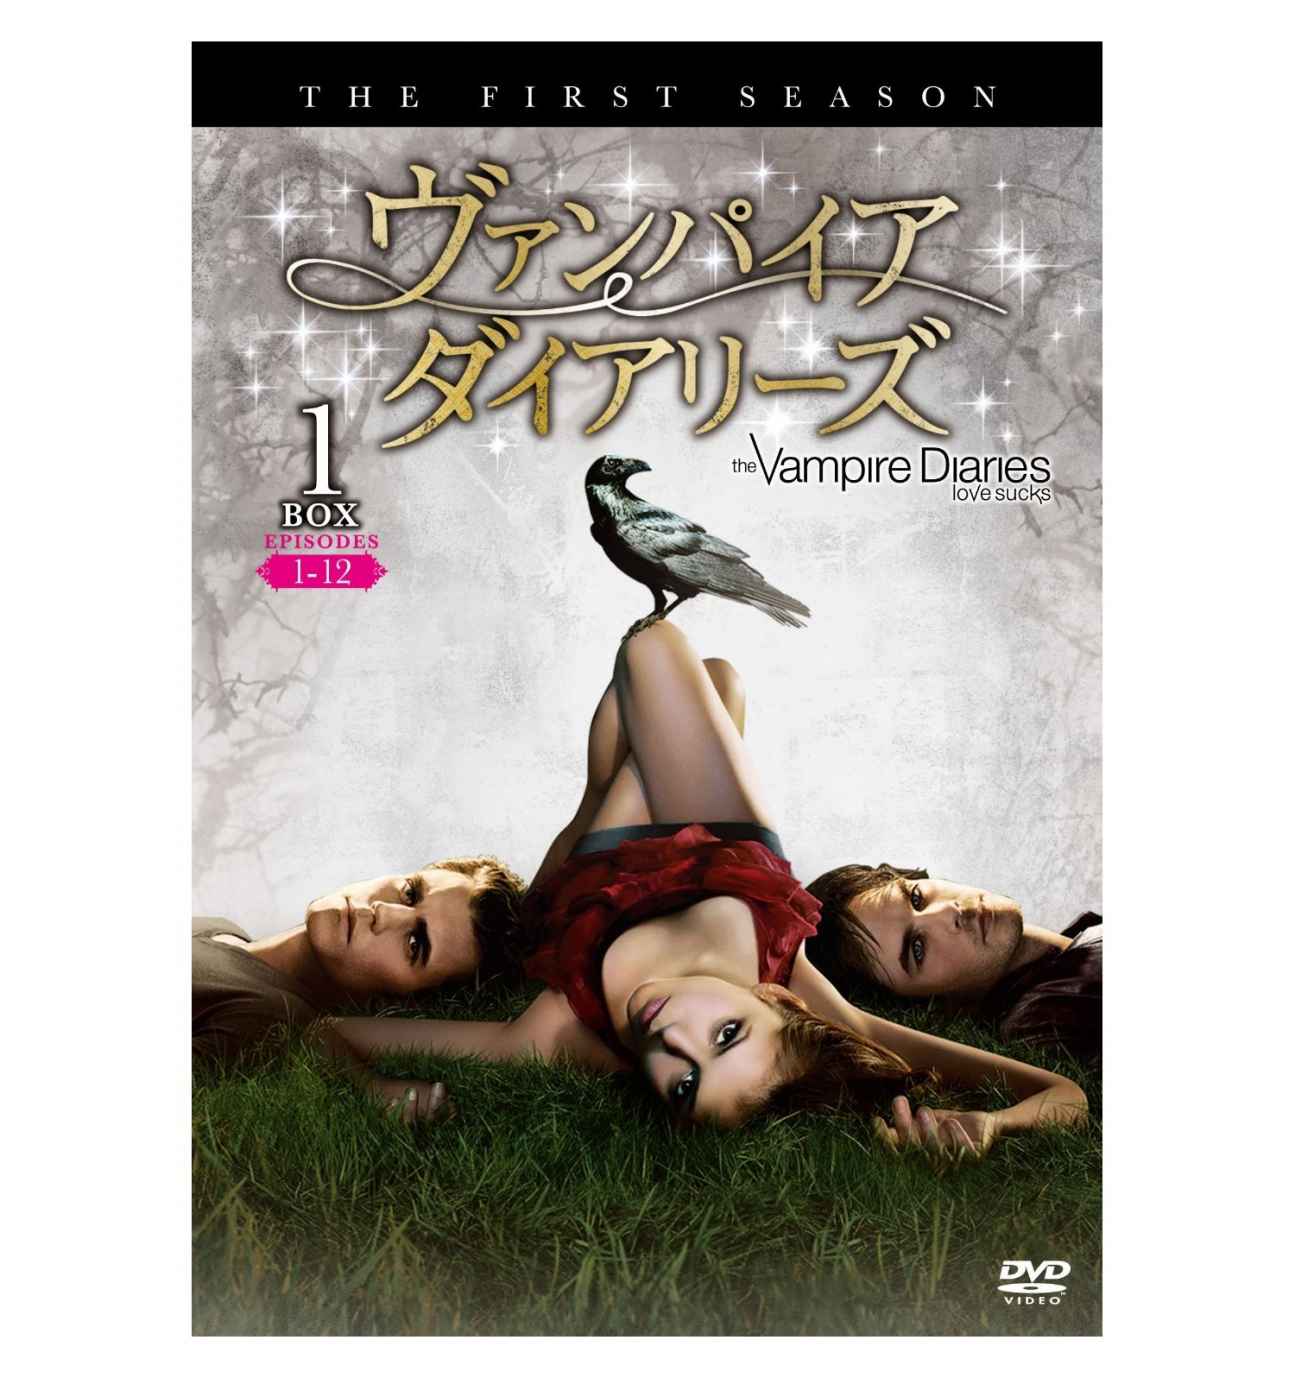 THE FIRST SEASON
ヴァンパイア
ダイアリーズ
the Vampire Diaries
love sucks
1
BOX
EPISODES
1-12
DVD
VIDEO